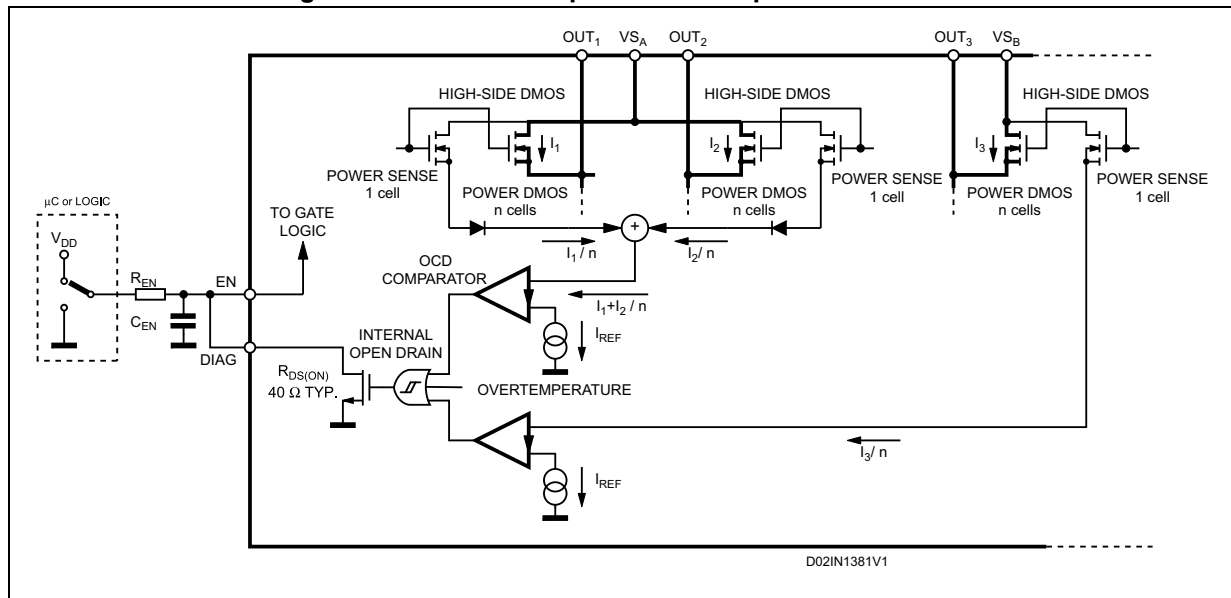 OUT1 VSA OUT2 OUT3 VSB
HIGH-SIDE DMOS HIGH-SIDE DMOS HIGH-SIDE DMOS
I1 I2 I3
POWER SENSE
1 cell
POWER DMOS
n cells
POWER DMOS
n cells
POWER SENSE
1 cell
POWER DMOS
n cells
POWER SENSE
1 cell
μC or LOGIC
TO GATE
LOGIC
VDD
+
I1 / n I2/ n
REN EN
OCD
COMPARATOR
I1+I2 / n
CEN
IREF
INTERNAL
OPEN DRAIN
DIAG
RDS(ON)
40 Ω TYP.
OVERTEMPERATURE
I3/ n
IREF
D02IN1381V1